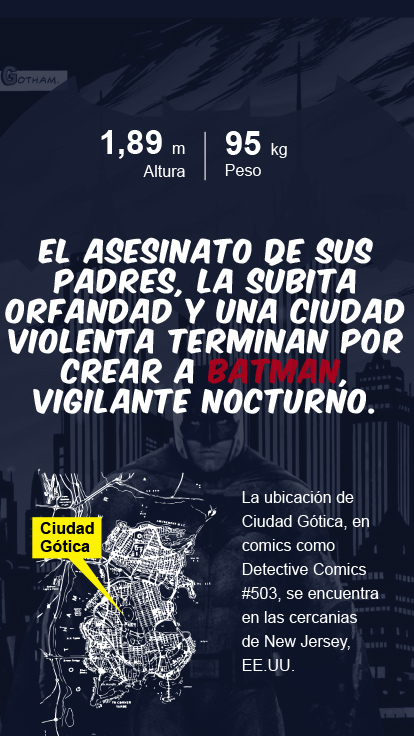 GOTHAM.
1,89 m
Altura
95 kg
Peso
EL ASESINATO DE SUS
PADRES, LA SÚBITA
ORFANDAD Y UNA CIUDAD
VIOLENTA TERMINAN POR
CREAR A BATMAN,
VIGILANTE NOCTURNO.
Ciudad
Gótica
La ubicación de
Ciudad Gótica, en
comics como
Detective Comics
#503, se encuentra
en las cercanias
de New Jersey,
EE.UU.